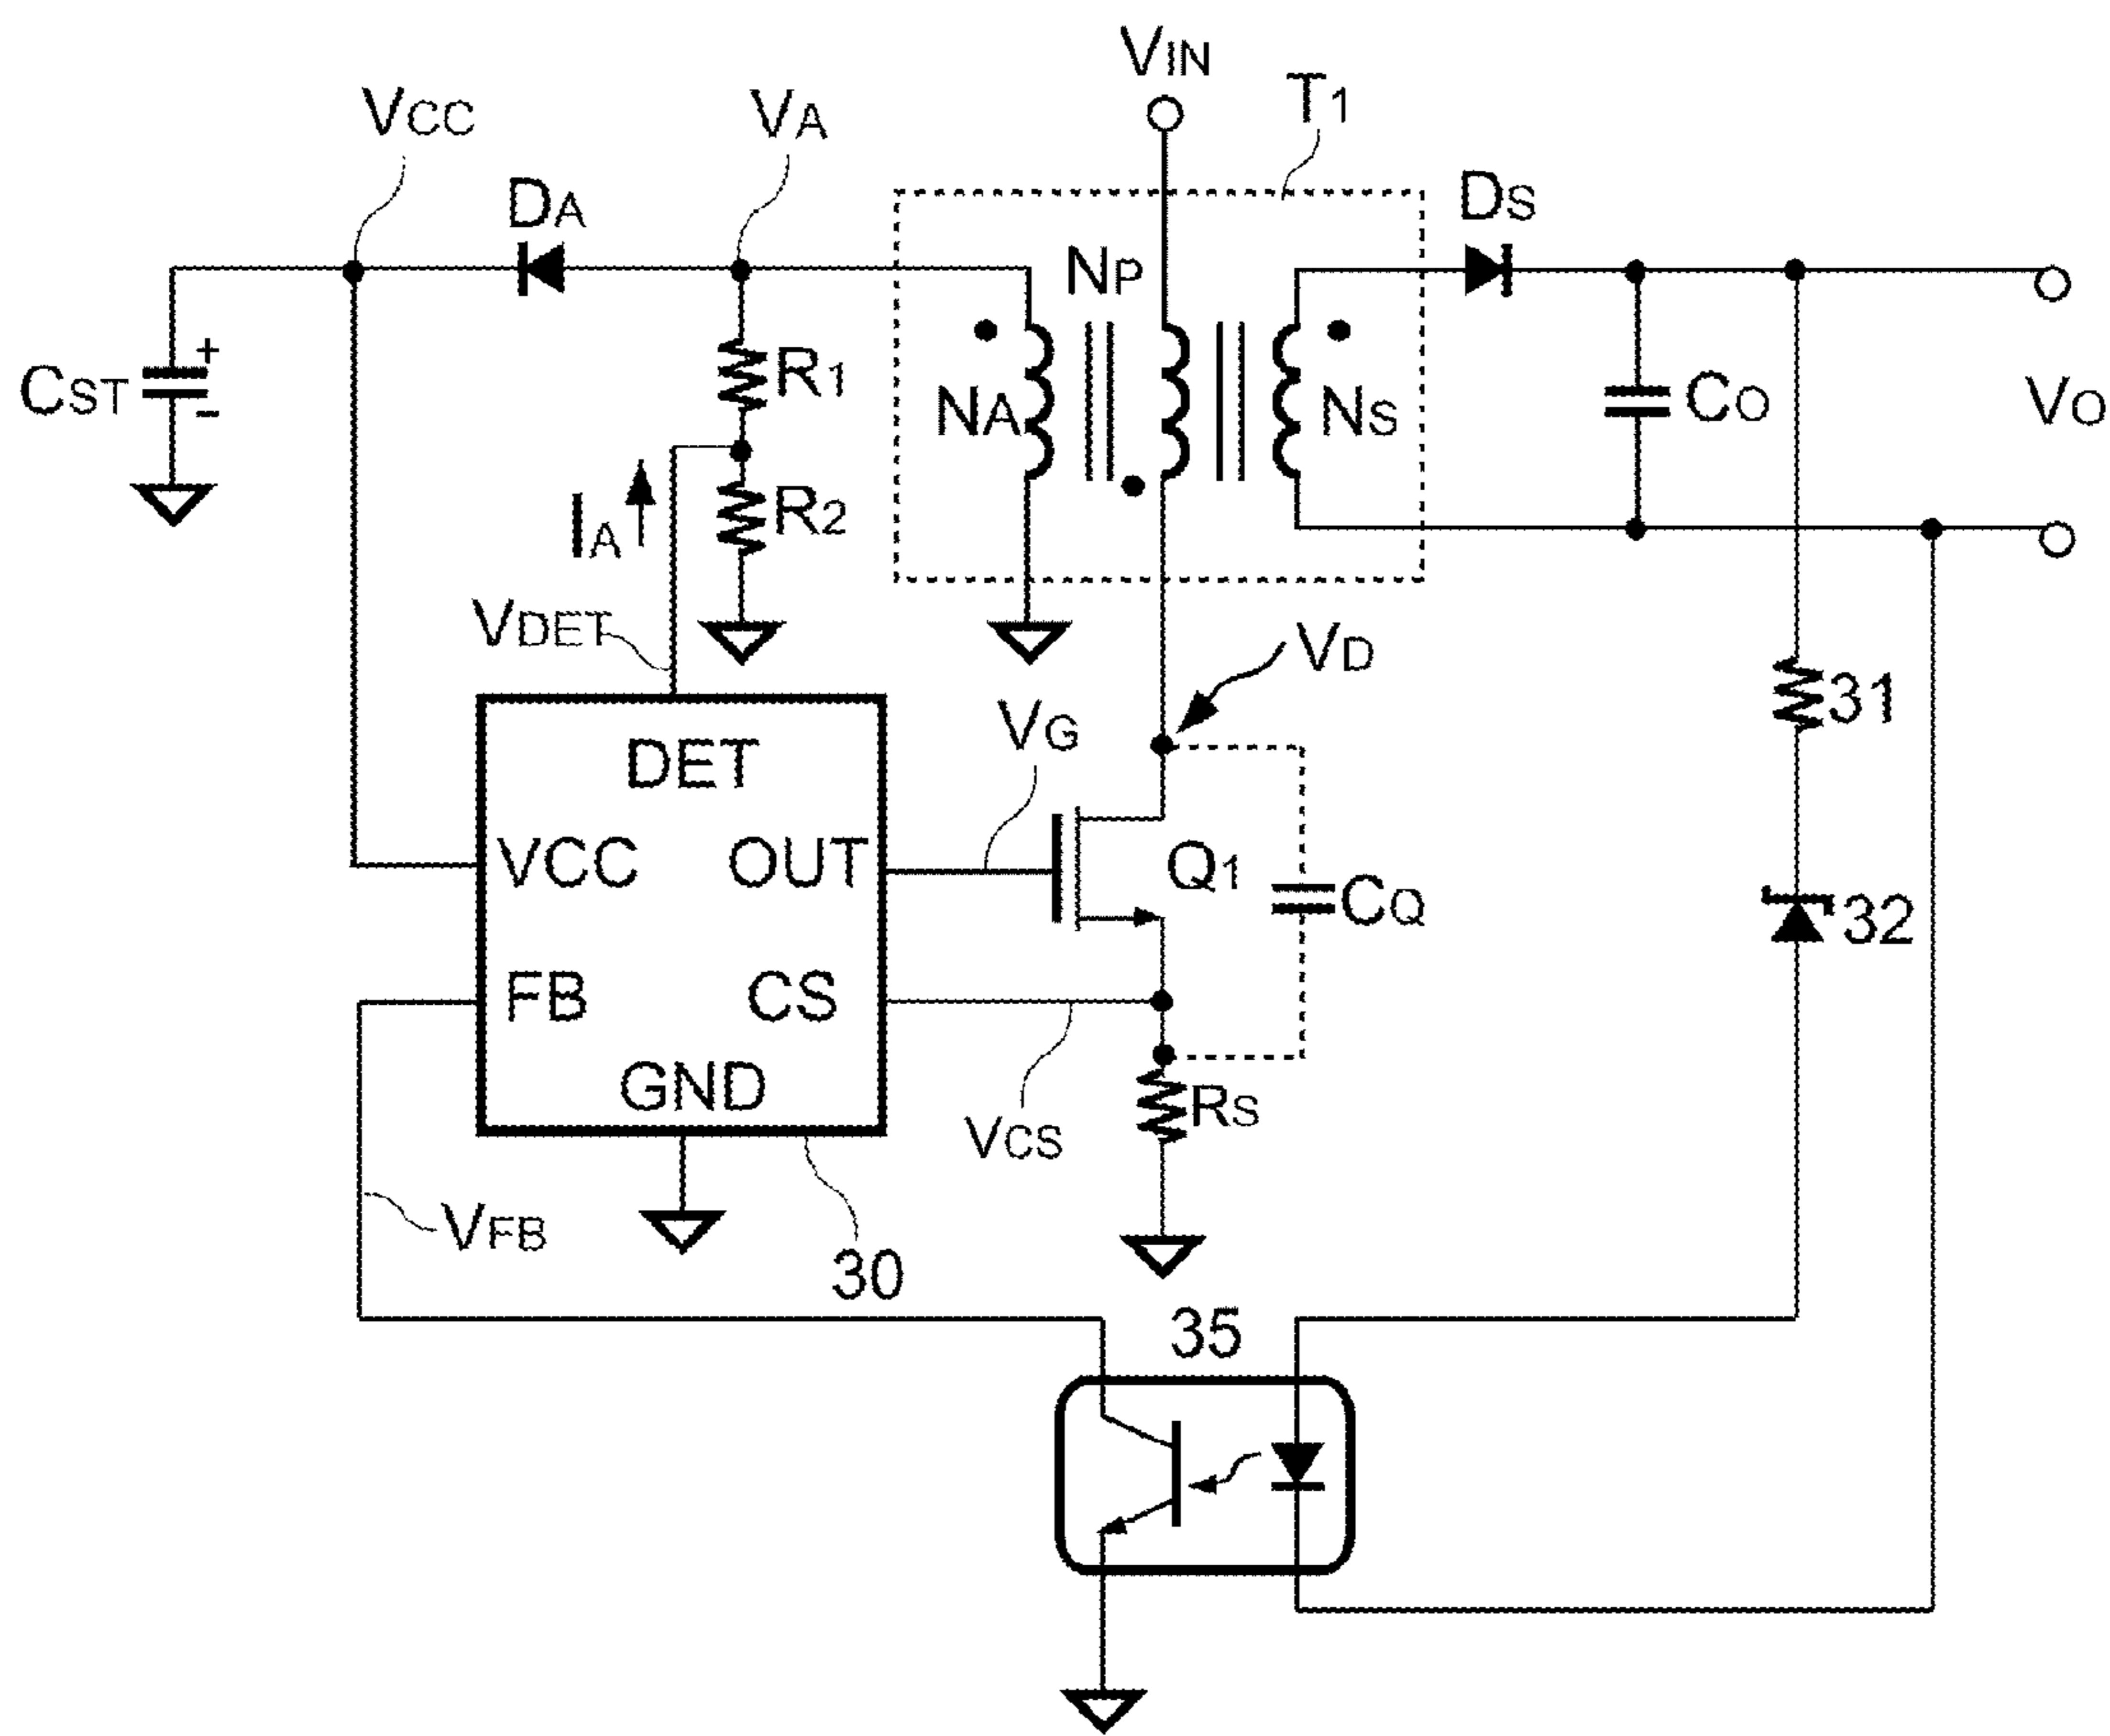 VIN
T1
VCC
VA
DA
DS
NP
R1
+
CST
-
NA
NS
CO
VO
R2
IA
VDET
VD
31
VG
DET
VCC
OUT
Q1
CQ
32
FB
CS
GND
RS
VCS
VFB
30
35